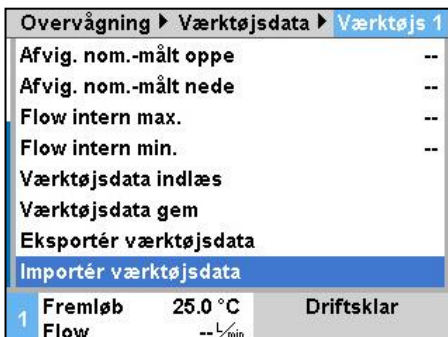 Overvågning ▶ Værktøjsdata ▶ Værktøjs 1
Afvig. nom.-målt oppe --
Afvig. nom.-målt nede --
Flow intern max. --
Flow intern min. --
Værktøjsdata indlæs
Værktøjsdata gem
Eksportér værktøjsdata
Importér værktøjsdata
1 Fremløb 25.0 °C Driftsklar
Flow -- L/min